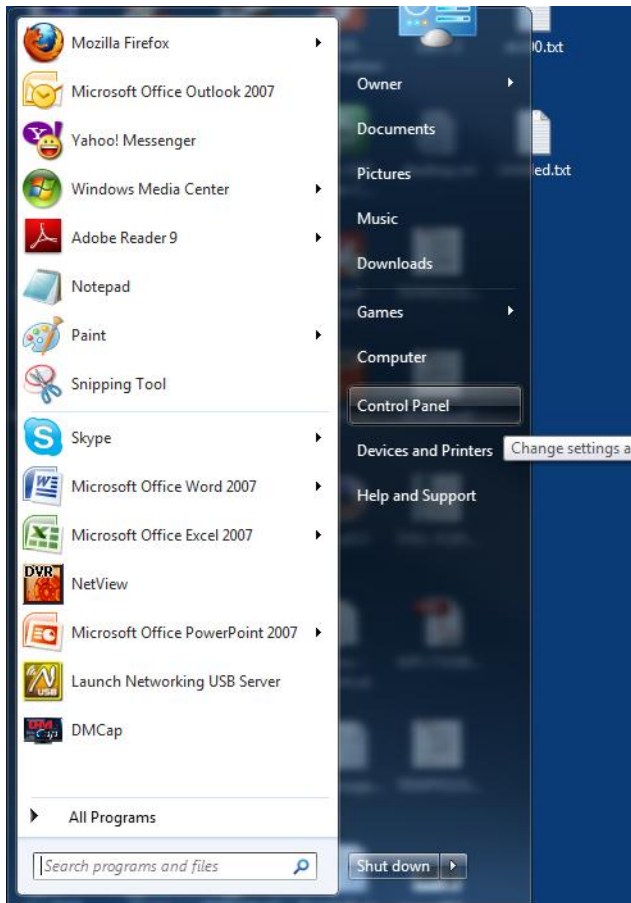 Mozilla Firefox
Microsoft Office Outlook 2007
Yahoo! Messenger
Windows Media Center
Adobe Reader 9
Notepad
Paint
Snipping Tool
Skype
Microsoft Office Word 2007
Microsoft Office Excel 2007
DVR
NetView
Microsoft Office PowerPoint 2007
USB
Launch Networking USB Server
DMCap
All Programs
Search programs and files
Owner
Documents
Pictures
Music
Downloads
Games
Computer
Control Panel
Devices and Printers
Help and Support
Shut down
Change settings a
0.txt
led.txt